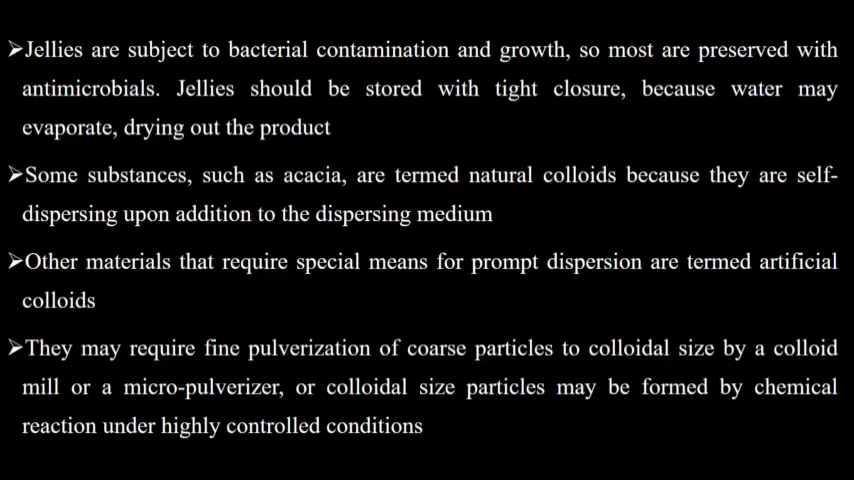 ➢Jellies are subject to bacterial contamination and growth, so most are preserved with
antimicrobials. Jellies should be stored with tight closure, because water may
evaporate, drying out the product
➢Some substances, such as acacia, are termed natural colloids because they are self-
dispersing upon addition to the dispersing medium
➢Other materials that require special means for prompt dispersion are termed artificial
colloids
➢They may require fine pulverization of coarse particles to colloidal size by a colloid
mill or a micro-pulverizer, or colloidal size particles may be formed by chemical
reaction under highly controlled conditions